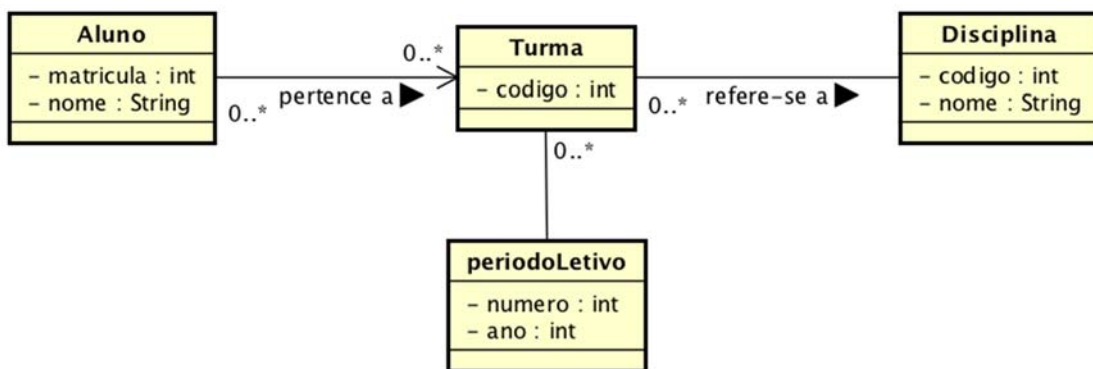 Aluno
- matricula : int
- nome : String
0..*
pertence a
0..*
Turma
- codigo : int
0..*
refere-se a
Disciplina
- codigo : int
- nome : String
0..*
periodoLetivo
- numero : int
- ano : int